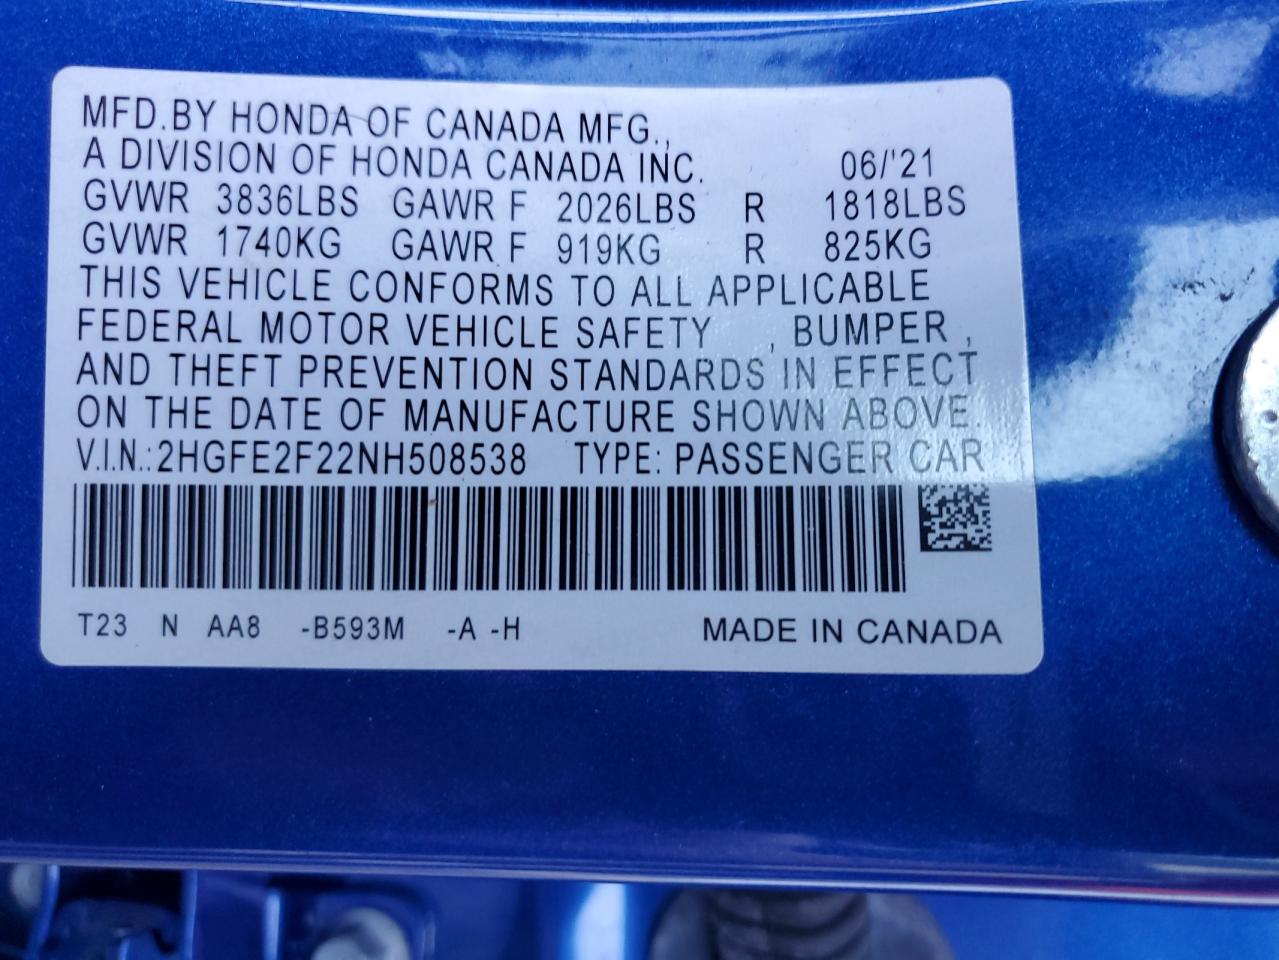 MFD.BY HONDA OF CANADA MFG.,
A DIVISION OF HONDA CANADA INC. 06/'21
GVWR 3836LBS GAWR F 2026LBS R 1818LBS
GVWR 1740KG GAWR F 919KG R 825KG
THIS VEHICLE CONFORMS TO ALL APPLICABLE
FEDERAL MOTOR VEHICLE SAFETY , BUMPER ,
AND THEFT PREVENTION STANDARDS IN EFFECT
ON THE DATE OF MANUFACTURE SHOWN ABOVE.
V.I.N.:2HGFE2F22NH508538 TYPE: PASSENGER CAR
T23 N AA8 -B593M -A -H MADE IN CANADA